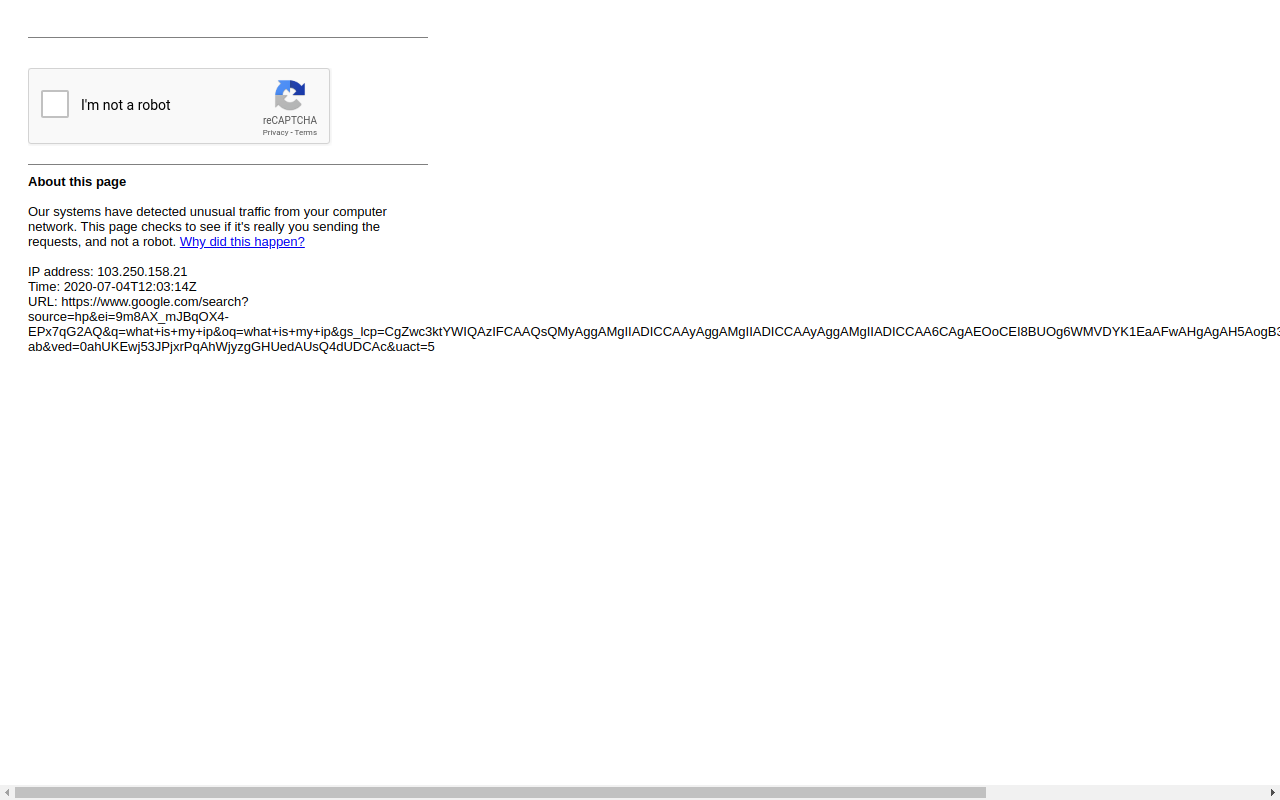 I'm not a robot
reCAPTCHA
Privacy - Terms
About this page
Our systems have detected unusual traffic from your computer
network. This page checks to see if it's really you sending the
requests, and not a robot. Why did this happen?
IP address: 103.250.158.21
Time: 2020-07-04T12:03:14Z
URL: https://www.google.com/search?
source=hp&ei=9m8AX_mJBqOX4-
EPx7qG2AQ&q=what+is+my+ip&oq=what+is+my+ip&gs_lcp=CgZwc3ktYWIQAzIFCAAQsQMyAggAMgIIADICCAAyAggAMgIIADICCAAyAggAMgIIADICCAA6CAgAEOoCEI8BUOg6WMVDYK1EaAFwAHgAgAH5AogB3
ab&ved=0ahUKEwj53JPjxrPqAhWjyzgGHUedAUsQ4dUDCAc&uact=5